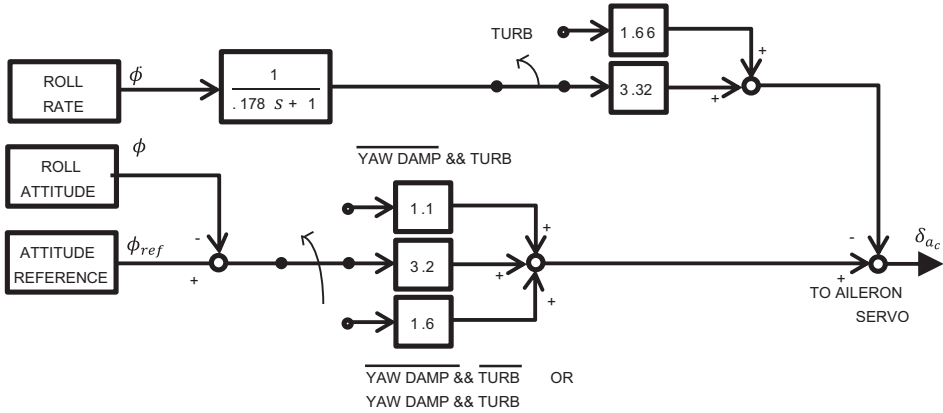 ROLL
RATE
φ̇
1
.178 s + 1
TURB
1.66
+
3.32
+
ROLL
ATTITUDE
φ
YAW DAMP && TURB
1.1
+
ATTITUDE
REFERENCE
φref
-
+
3.2
+
1.6
+
-
+
δac
TO AILERON
SERVO
YAW DAMP && TURB OR
YAW DAMP && TURB